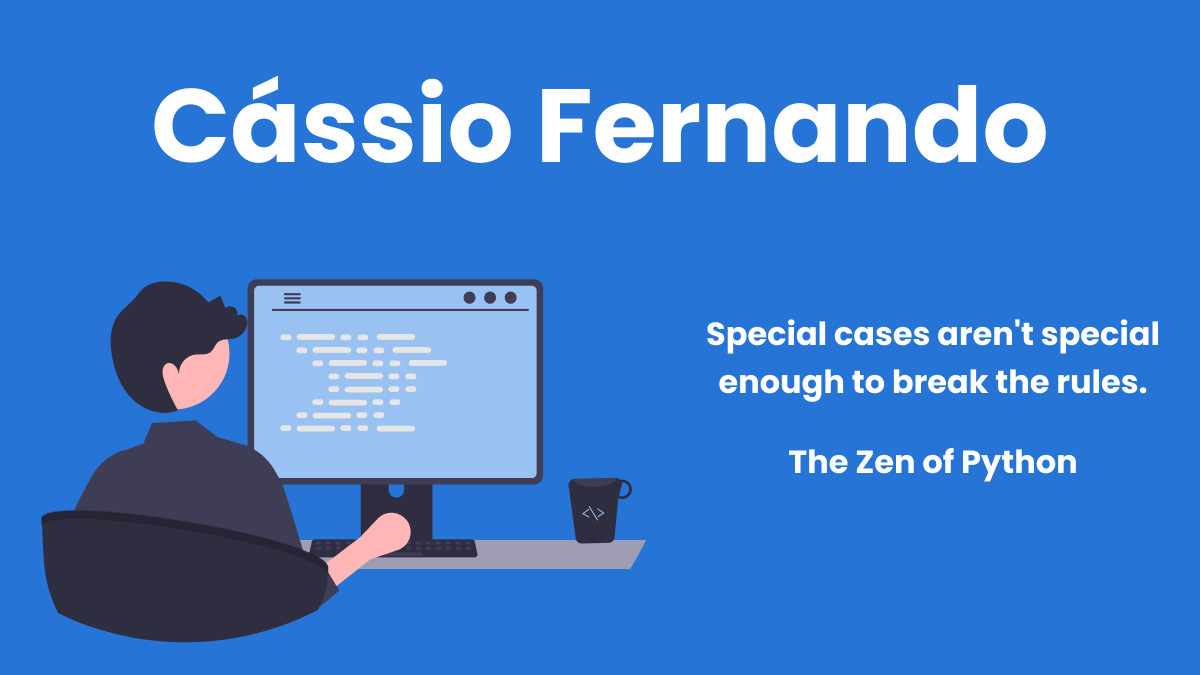 Cássio Fernando
Special cases aren't special
enough to break the rules.
The Zen of Python
<\>